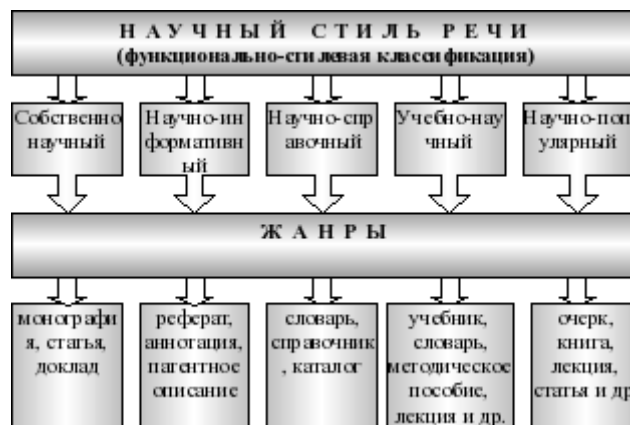 НАУЧНЫЙ СТИЛЬ РЕЧИ
(функционально-стилевая классификация)
Собственно
научный
Научно-ин
формативн
ый
Научно-спр
авочный
Учебно-нау
чный
Научно-поп
улярный
ЖАНРЫ
монографи
я, статья,
доклад
реферат,
аннотация,
патентное
описание
словарь,
справочник
, каталог
учебник,
словарь,
методическое
пособие,
лекция и др.
очерк,
книга,
лекция,
статья и др